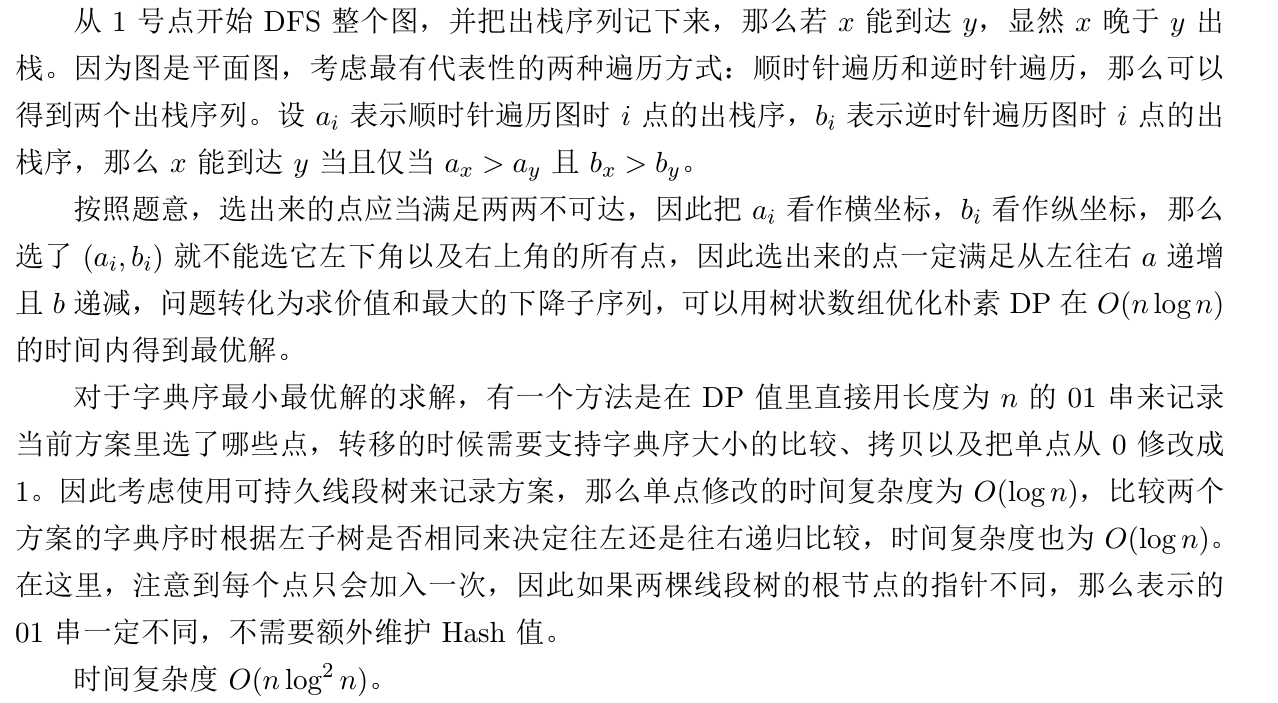 从 1 号点开始 DFS 整个图，并把出栈序列记下来，那么若 x 能到达 y，显然 x 晚于 y 出
栈。因为图是平面图，考虑最有代表性的两种遍历方式：顺时针遍历和逆时针遍历，那么可以
得到两个出栈序列。设 a_i 表示顺时针遍历图时 i 点的出栈序，b_i 表示逆时针遍历图时 i 点的出
栈序，那么 x 能到达 y 当且仅当 a_x > a_y 且 b_x > b_y。
按照题意，选出来的点应当满足两两不可达，因此把 a_i 看作横坐标，b_i 看作纵坐标，那么
选了 (a_i, b_i) 就不能选它左下角以及右上角的所有点，因此选出来的点一定满足从左往右 a 递增
且 b 递减，问题转化为求价值和最大的下降子序列，可以用树状数组优化朴素 DP 在 O(n log n)
的时间内得到最优解。
对于字典序最小最优解的求解，有一个方法是在 DP 值里直接用长度为 n 的 01 串来记录
当前方案里选了哪些点，转移的时候需要支持字典序大小的比较、拷贝以及把单点从 0 修改成
1。因此考虑使用可持久线段树来记录方案，那么单点修改的时间复杂度为 O(log n)，比较两个
方案的字典序时根据左子树是否相同来决定往左还是往右递归比较，时间复杂度也为 O(log n)。
在这里，注意到每个点只会加入一次，因此如果两棵线段树的根节点的指针不同，那么表示的
01 串一定不同，不需要额外维护 Hash 值。
时间复杂度 O(n log² n)。